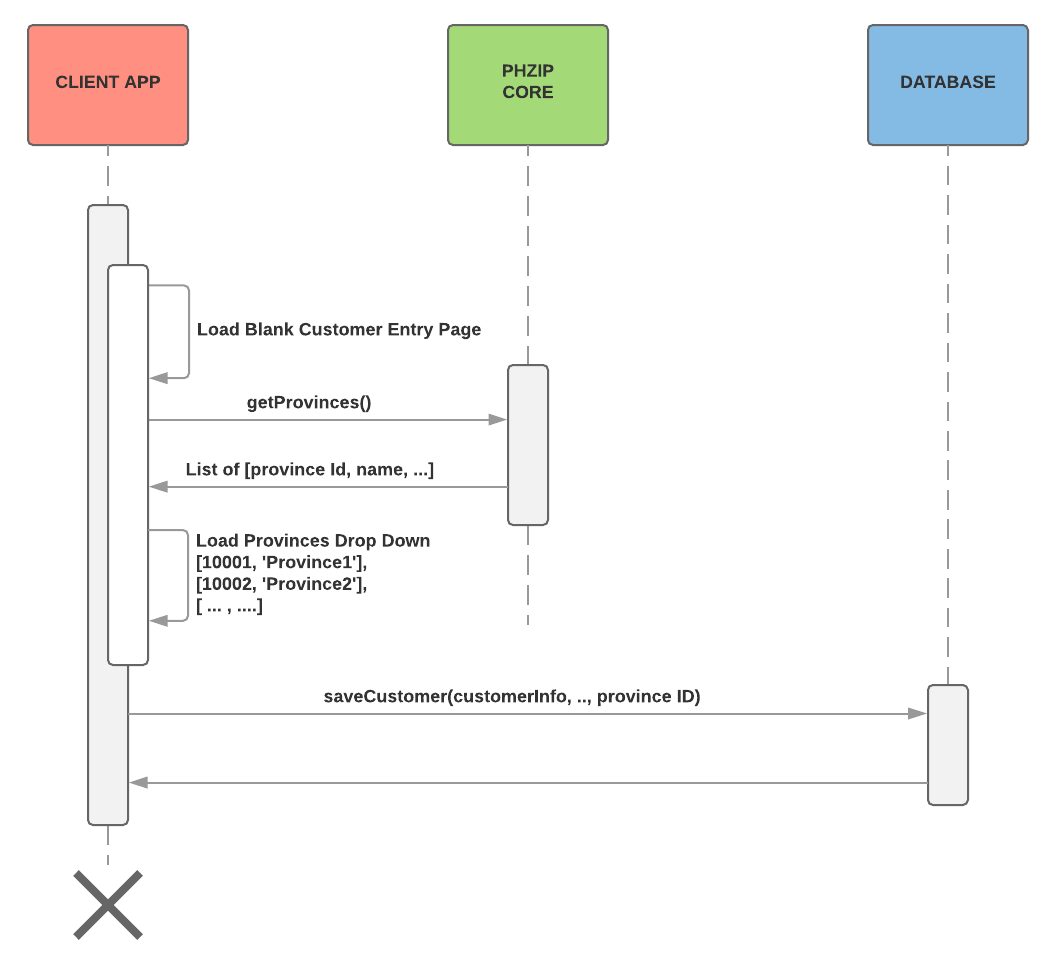 CLIENT APP
PHZIP
CORE
DATABASE
Load Blank Customer Entry Page
getProvinces()
List of [province Id, name, ...]
Load Provinces Drop Down
[10001, 'Province1'],
[10002, 'Province2'],
[ ... , ....]
saveCustomer(customerInfo, .., province ID)